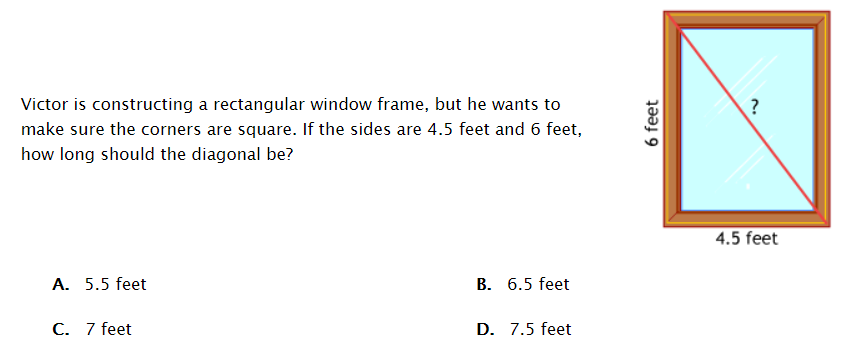 Victor is constructing a rectangular window frame, but he wants to
make sure the corners are square. If the sides are 4.5 feet and 6 feet,
how long should the diagonal be?
6 feet
?
4.5 feet
A. 5.5 feet
B. 6.5 feet
C. 7 feet
D. 7.5 feet